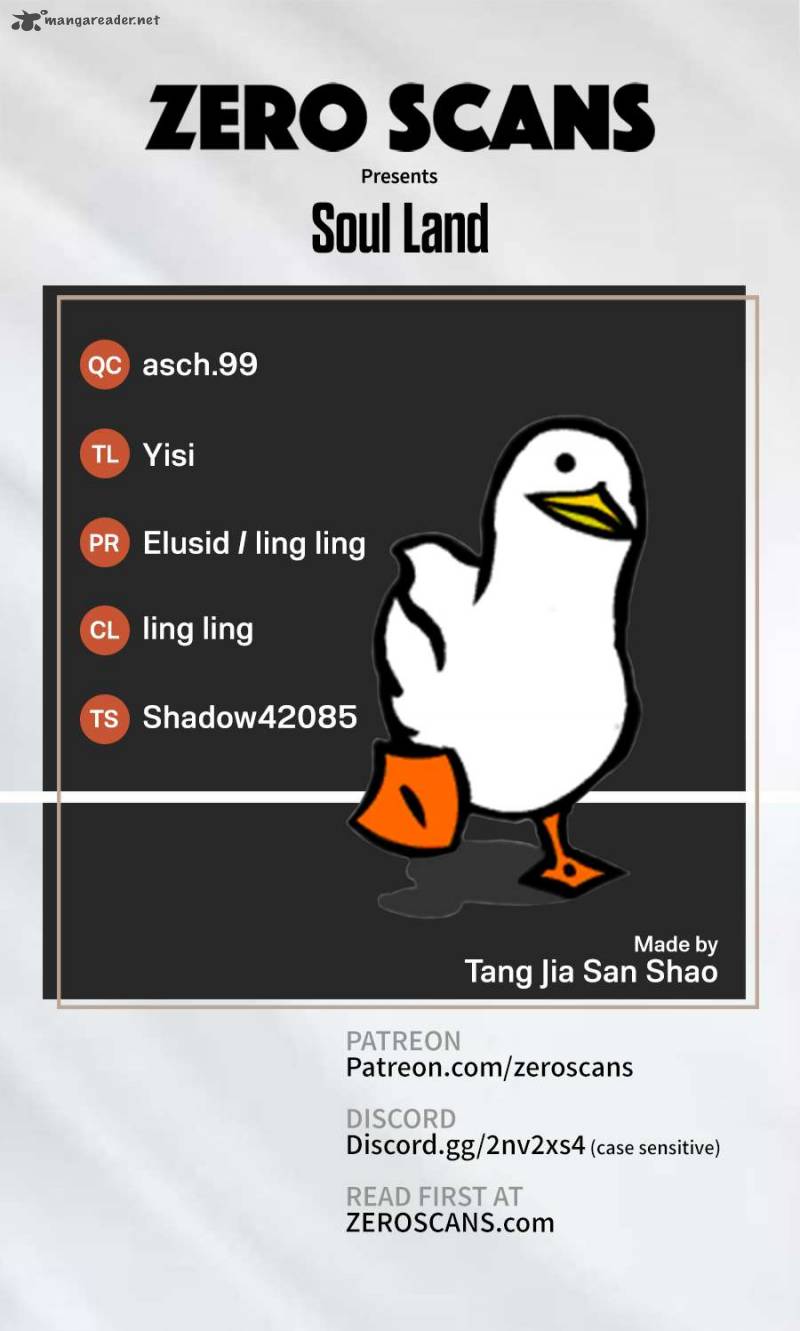 mangareader.net
ZERO SCANS
Presents
Soul Land
QC asch.99
TL Yisi
PR Elusid / ling ling
CL ling ling
TS Shadow42085
Made by
Tang Jia San Shao
PATREON
Patreon.com/zeroscans
DISCORD
Discord.gg/2nv2xs4 (case sensitive)
READ FIRST AT
ZEROSCANS.com